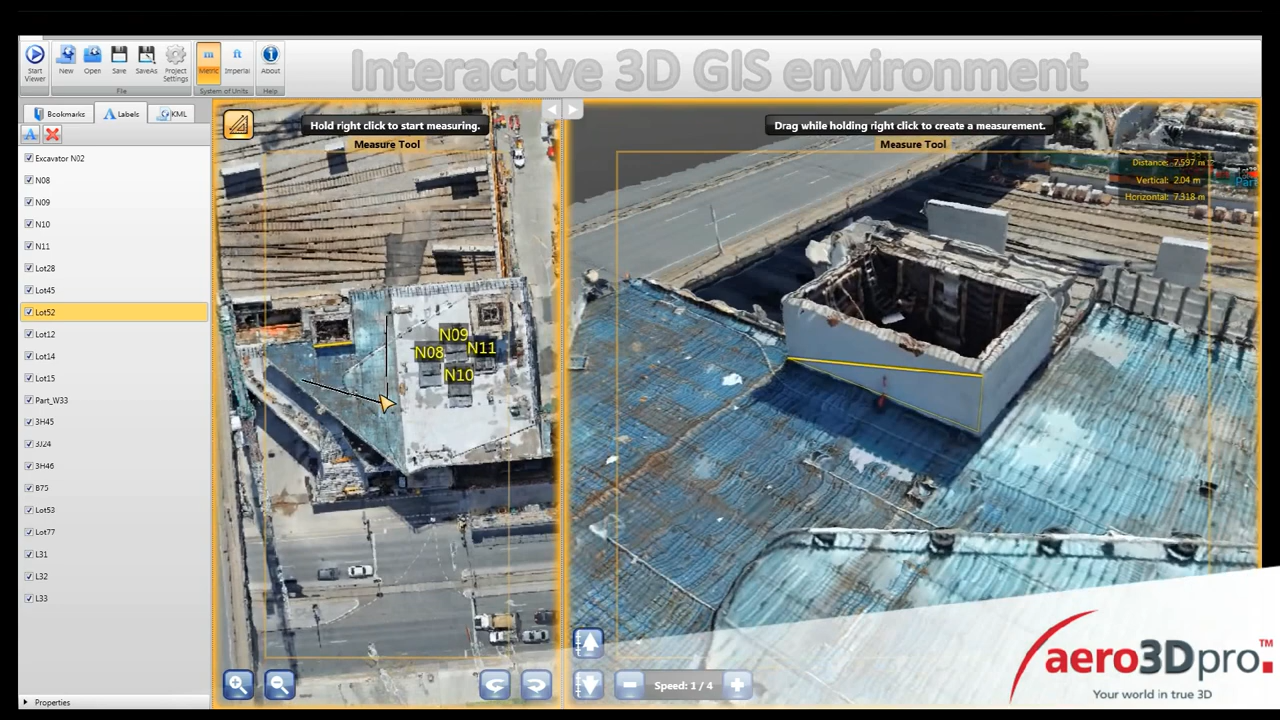 Interactive 3D GIS environment
Start Viewer
New
Open
Save
SaveAs
Project Settings
m
Metric
ft
Imperial
About
File
System of Units
Help
Bookmarks
Labels
KML
Hold right click to start measuring.
Measure Tool
Drag while holding right click to create a measurement.
Measure Tool
Distance: 7.597 m
Vertical: 2.04 m
Horizontal: 7.318 m
Part
Excavator N02
N08
N09
N10
N11
Lot28
Lot45
Lot52
Lot12
Lot14
Lot15
Part_W33
3H45
3J24
3H46
B75
Lot53
Lot77
L31
L32
L33
N09
N08
N11
N10
Speed: 1 / 4
Properties
aero3Dpro.™
Your world in true 3D